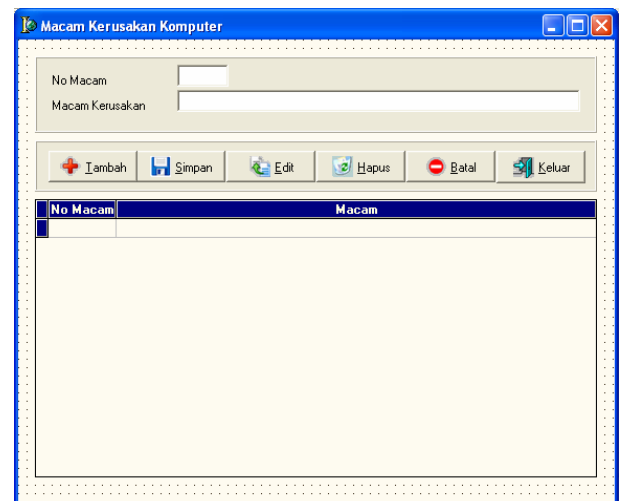 Macam Kerusakan Komputer
No Macam
Macam Kerusakan
Tambah Simpan Edit Hapus Batal Keluar
No Macam Macam